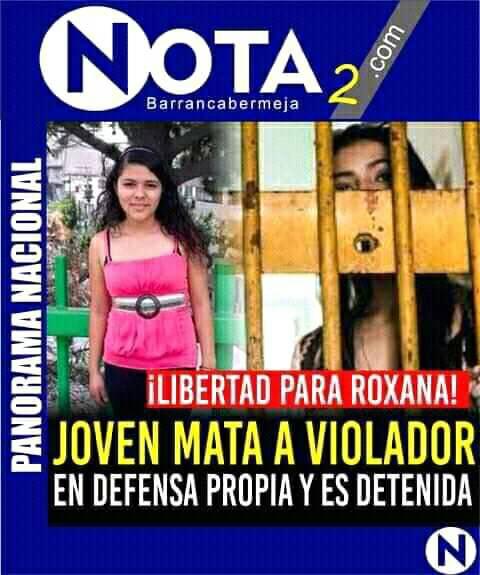 NOTA
2
.com
Barrancabermeja
PANORAMA NACIONAL
¡LIBERTAD PARA ROXANA!
JOVEN MATA A VIOLADOR
EN DEFENSA PROPIA Y ES DETENIDA
N